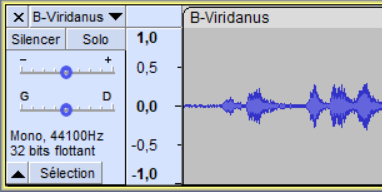 × B-Viridanus ▼
B-Viridanus
Silencer Solo
1,0
- +
0,5
G D
0,0
Mono, 44100Hz
32 bits flottant
-0,5
▲ Sélection
-1,0